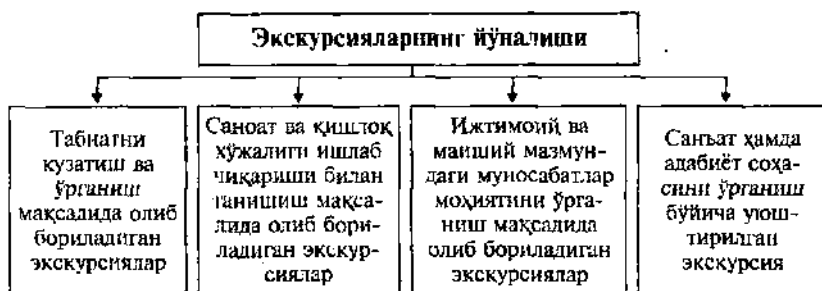 Экскурсияларнинг йўналиши
Табиатни
кузатиш ва
ўрганиш
мақсадида олиб
бориладиган
экскурсиялар
Саноат ва қишлоқ
хўжалиги ишлаб
чиқариши билан
танишиш мақса-
дида олиб бори-
ладиган экскур-
сиялар
Ижтимоий ва
маиший мазмун-
даги муносабатлар
моҳиятини ўрга-
ниш мақсадида
олиб бориладиган
экскурсиялар
Санъат ҳамда
адабиёт соҳа-
сини ўрганиш
бўйича уюш-
тирилган
экскурсия